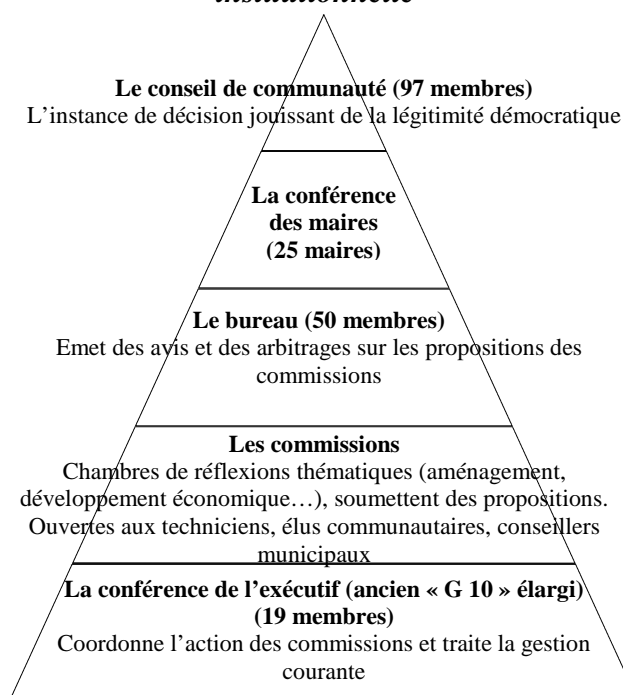 Le conseil de communauté (97 membres)
L’instance de décision jouissant de la légitimité démocratique
La conférence
des maires
(25 maires)
Le bureau (50 membres)
Emet des avis et des arbitrages sur les propositions des
commissions
Les commissions
Chambres de réflexions thématiques (aménagement,
développement économique…), soumettent des propositions.
Ouvertes aux techniciens, élus communautaires, conseillers
municipaux
La conférence de l’exécutif (ancien « G 10 » élargi)
(19 membres)
Coordonne l’action des commissions et traite la gestion
courante